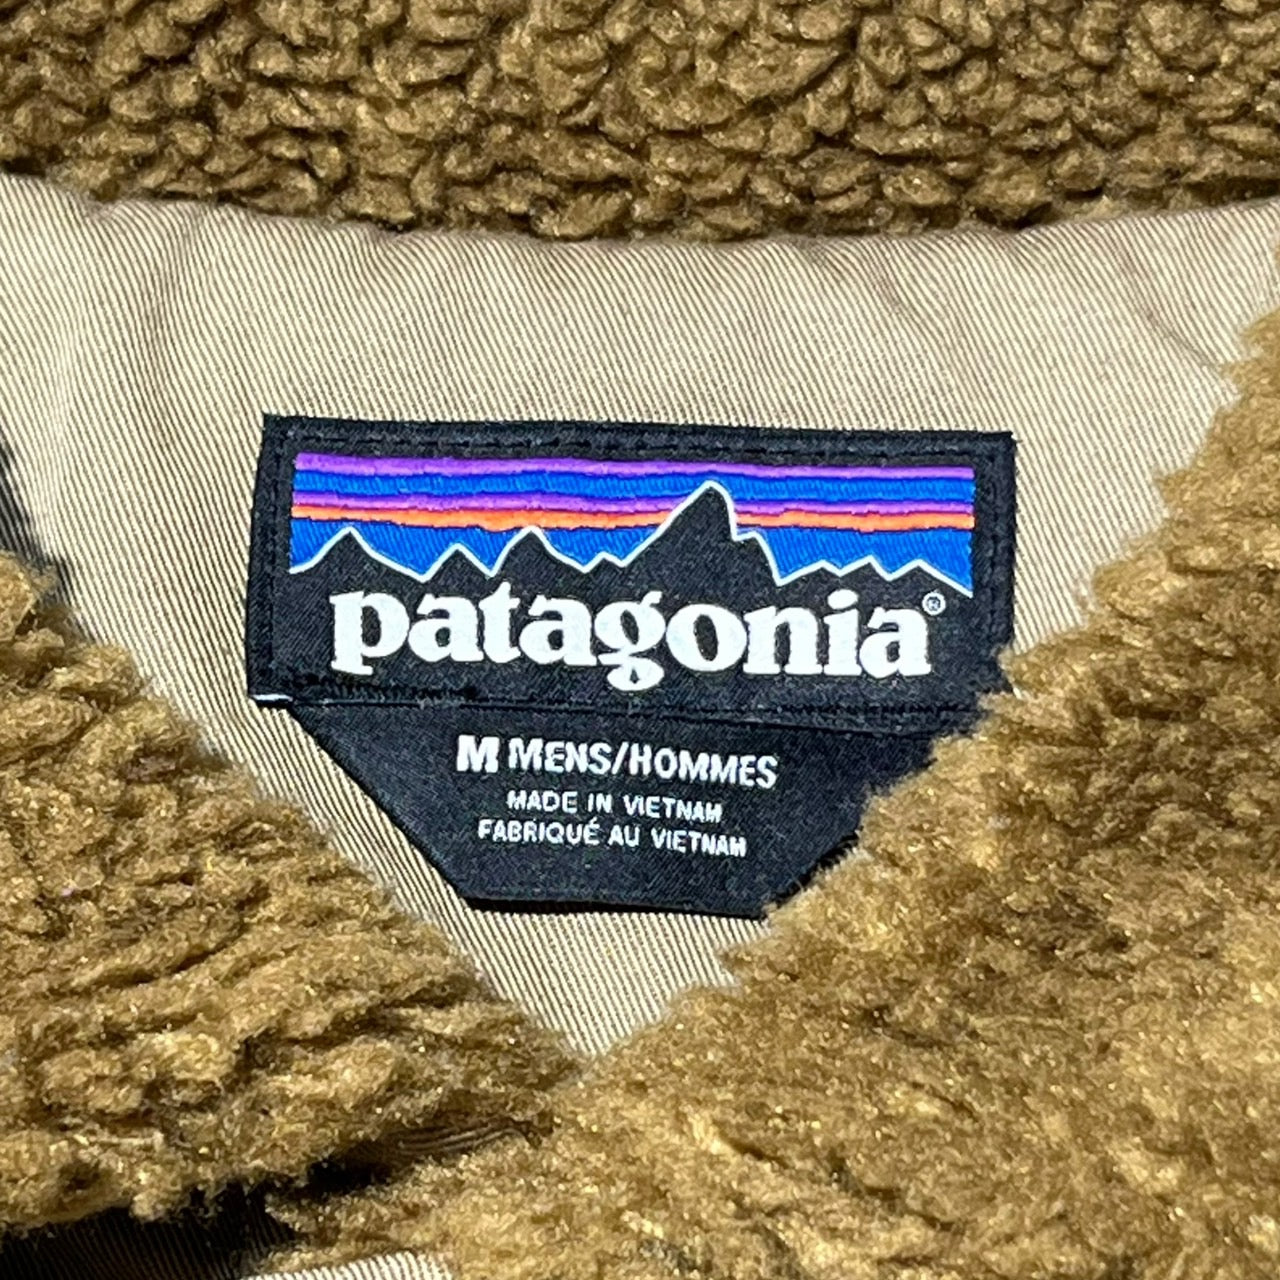 patagonia®
M MENS/HOMMES
MADE IN VIETNAM
FABRIQUÉ AU VIETNAM